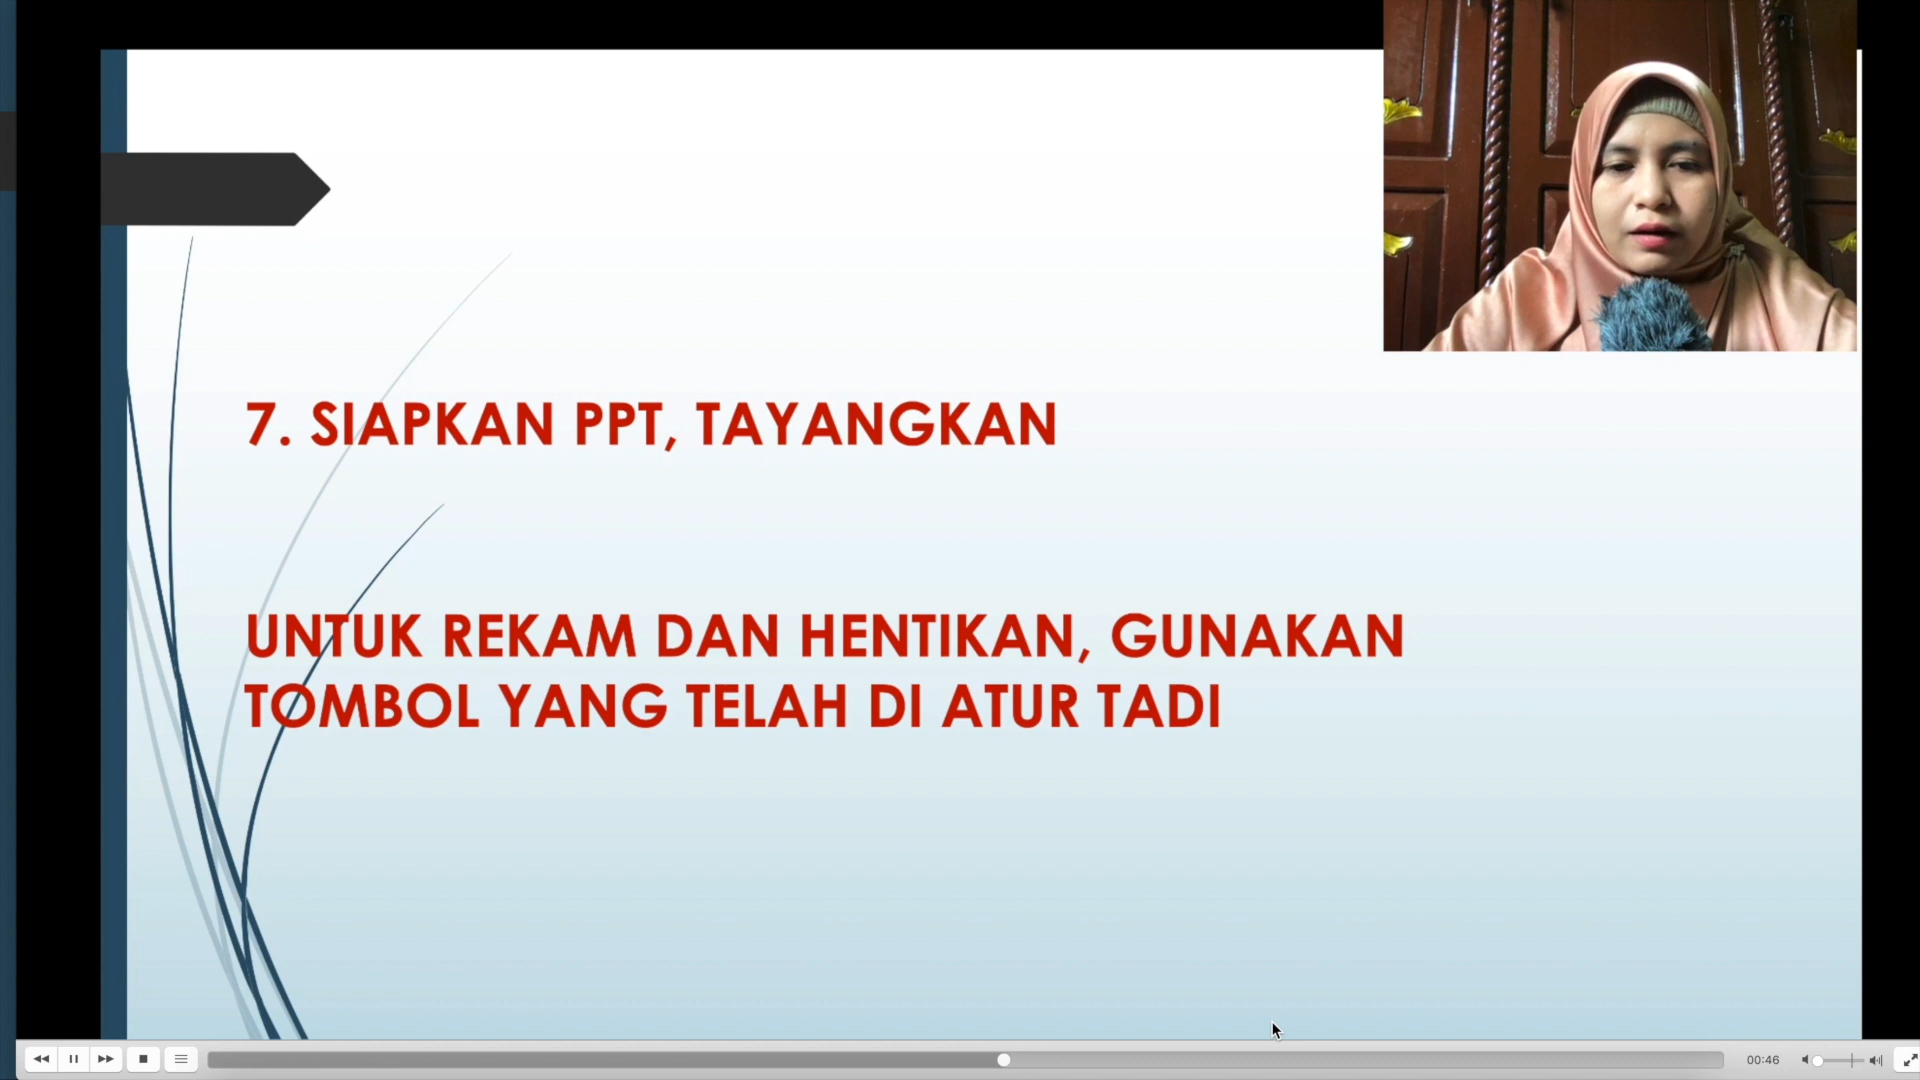 7. SIAPKAN PPT, TAYANGKAN
UNTUK REKAM DAN HENTIKAN, GUNAKAN
TOMBOL YANG TELAH DI ATUR TADI
00:46